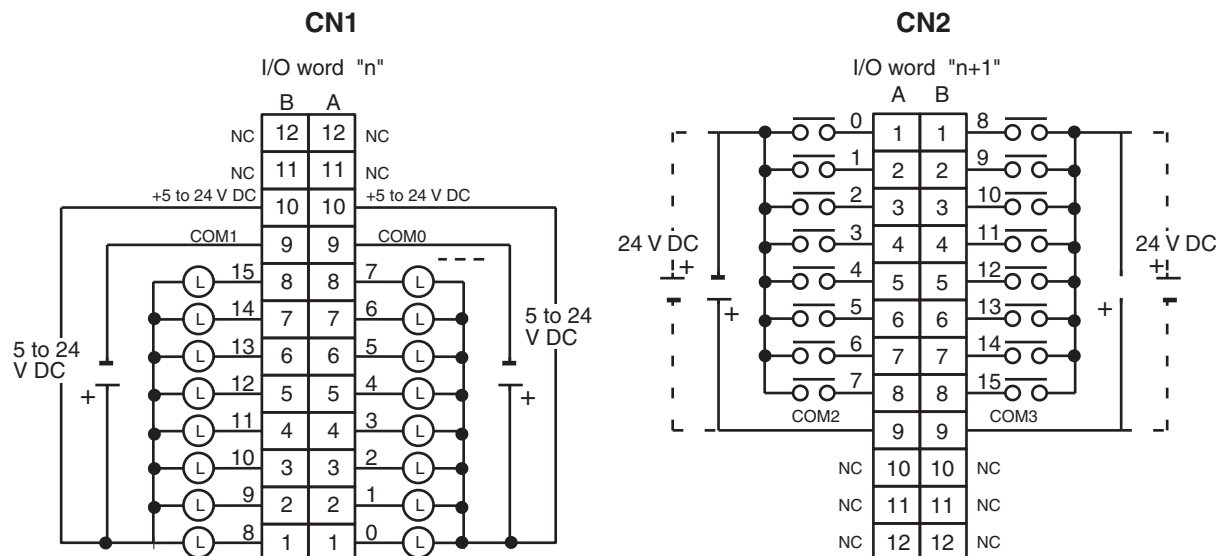 CN1
I/O word "n"
B A
NC 12 12 NC
NC 11 11 NC
+5 to 24 V DC 10 10 +5 to 24 V DC
COM1 9 9 COM0
L 15 8 8 7 L
L 14 7 7 6 L
L 13 6 6 5 L
L 12 5 5 4 L
L 11 4 4 3 L
L 10 3 3 2 L
L 9 2 2 1 L
L 8 1 1 0 L
5 to 24
V DC
+
5 to 24
V DC
+
CN2
I/O word "n+1"
A B
0 1 1 8
1 2 2 9
2 3 3 10
3 4 4 11
4 5 5 12
5 6 6 13
6 7 7 14
7 8 8 15
COM2 9 9 COM3
NC 10 10 NC
NC 11 11 NC
NC 12 12 NC
24 V DC
+
+
24 V DC
+
+